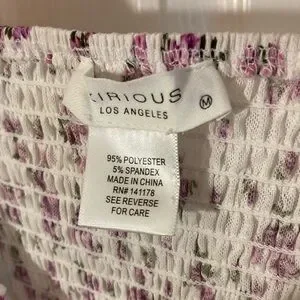 IRIOUS
LOS ANGELES
M
95% POLYESTER
5% SPANDEX
MADE IN CHINA
RN# 141178
SEE REVERSE
FOR CARE